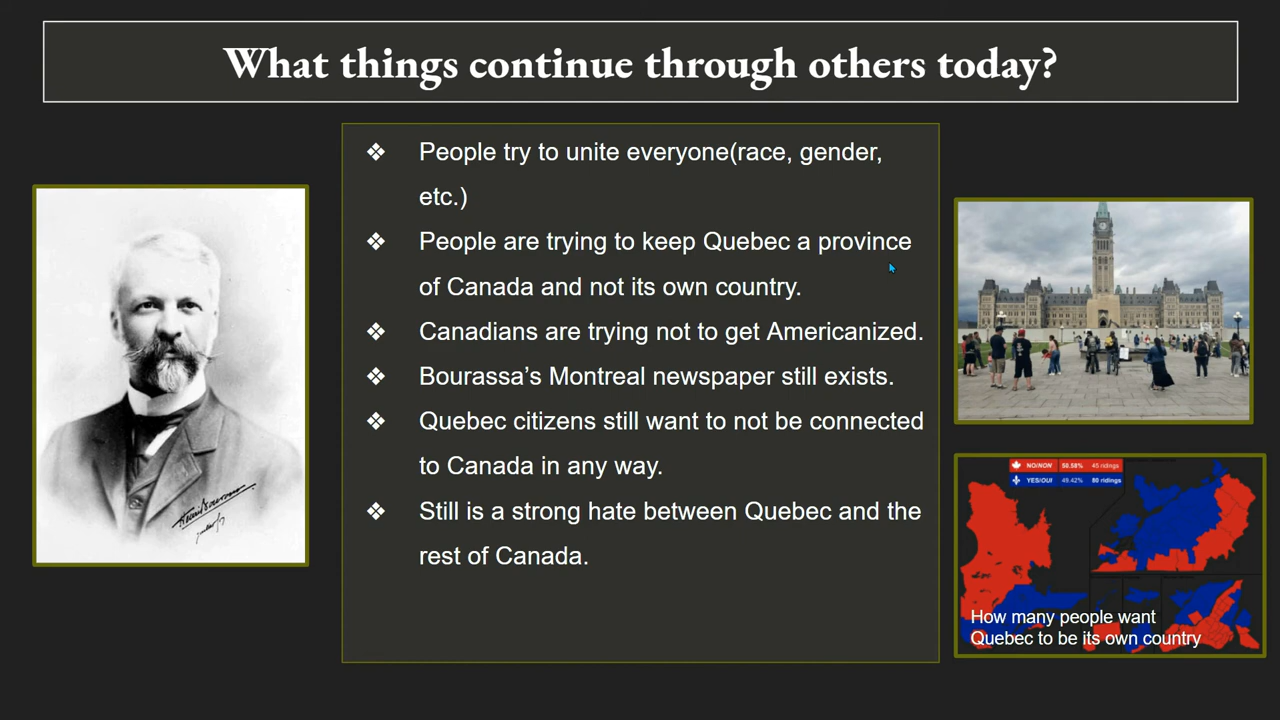 What things continue through others today?
❖ People try to unite everyone(race, gender,
etc.)
❖ People are trying to keep Quebec a province
of Canada and not its own country.
❖ Canadians are trying not to get Americanized.
❖ Bourassa’s Montreal newspaper still exists.
❖ Quebec citizens still want to not be connected
to Canada in any way.
❖ Still is a strong hate between Quebec and the
rest of Canada.
NO/NON 50.58% 45 ridings
YES/OUI 49.42% 80 ridings
How many people want
Quebec to be its own country